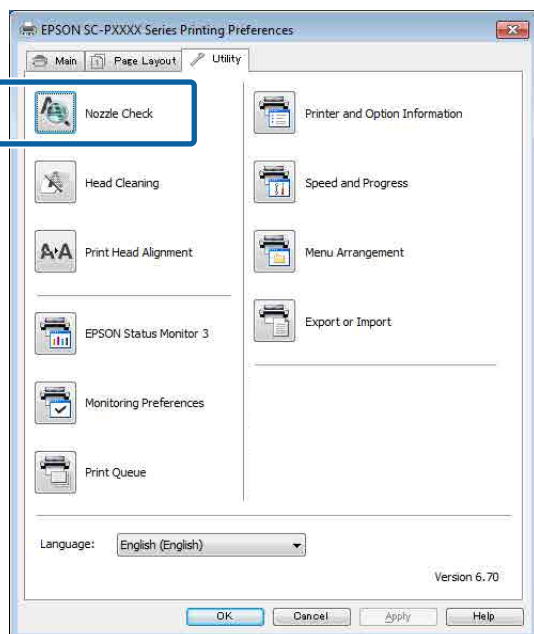 EPSON SC-PXXXX Series Printing Preferences
Main Page Layout Utility
Nozzle Check
Head Cleaning
A A Print Head Alignment
EPSON Status Monitor 3
Monitoring Preferences
Print Queue
Printer and Option Information
Speed and Progress
Menu Arrangement
Export or Import
Language: English (English)
Version 6.70
OK Cancel Apply Help